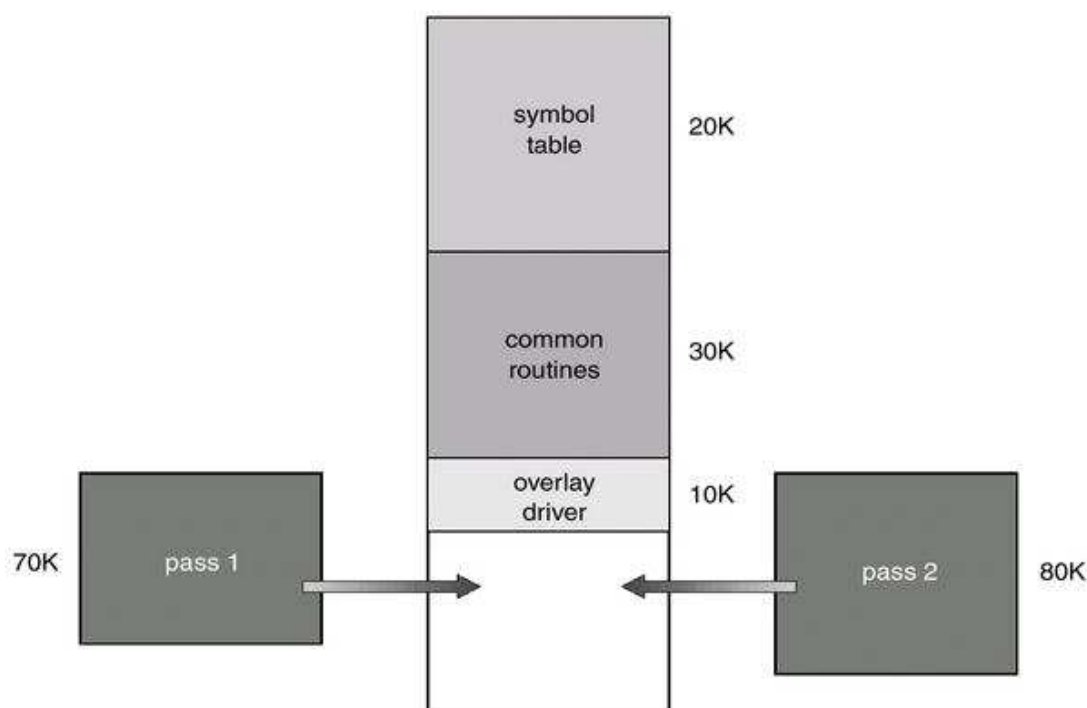 symbol
table
20K
common
routines
30K
overlay
driver
10K
70K
pass 1
pass 2
80K